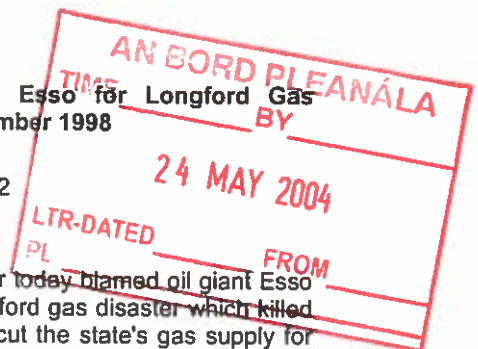 AN BORD PLEANÁLA
TIME BY
24 MAY 2004
LTR-DATED FROM
PL
Esso for Longford Gas
mber 1998
2
r today blamed oil giant Esso
ford gas disaster which killed
cut the state's gas supply for